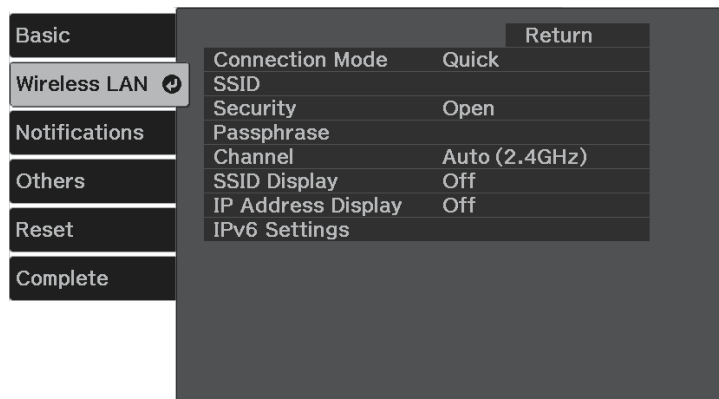 Basic
Wireless LAN
Notifications
Others
Reset
Complete
Return
Connection Mode Quick
SSID
Security Open
Passphrase
Channel Auto (2.4GHz)
SSID Display Off
IP Address Display Off
IPv6 Settings